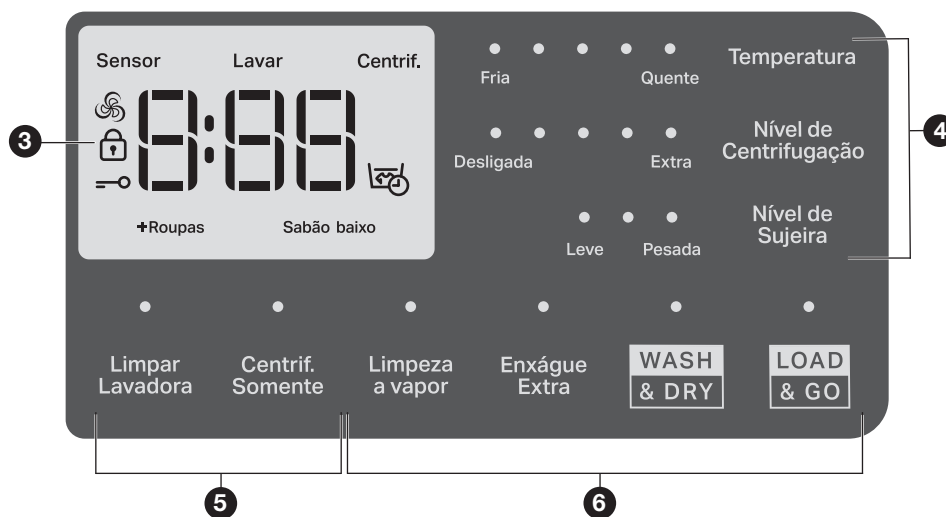 Sensor Lavar Centrif.
8:88
+Roupas Sabão baixo
3
Fria Quente Temperatura
Desligada Extra Nível de
Centrifugação
Leve Pesada Nível de
Sujeira
4
Limpar
Lavadora
Centrif.
Somente
Limpeza
a vapor
Enxágue
Extra
WASH
& DRY
LOAD
& GO
5
6